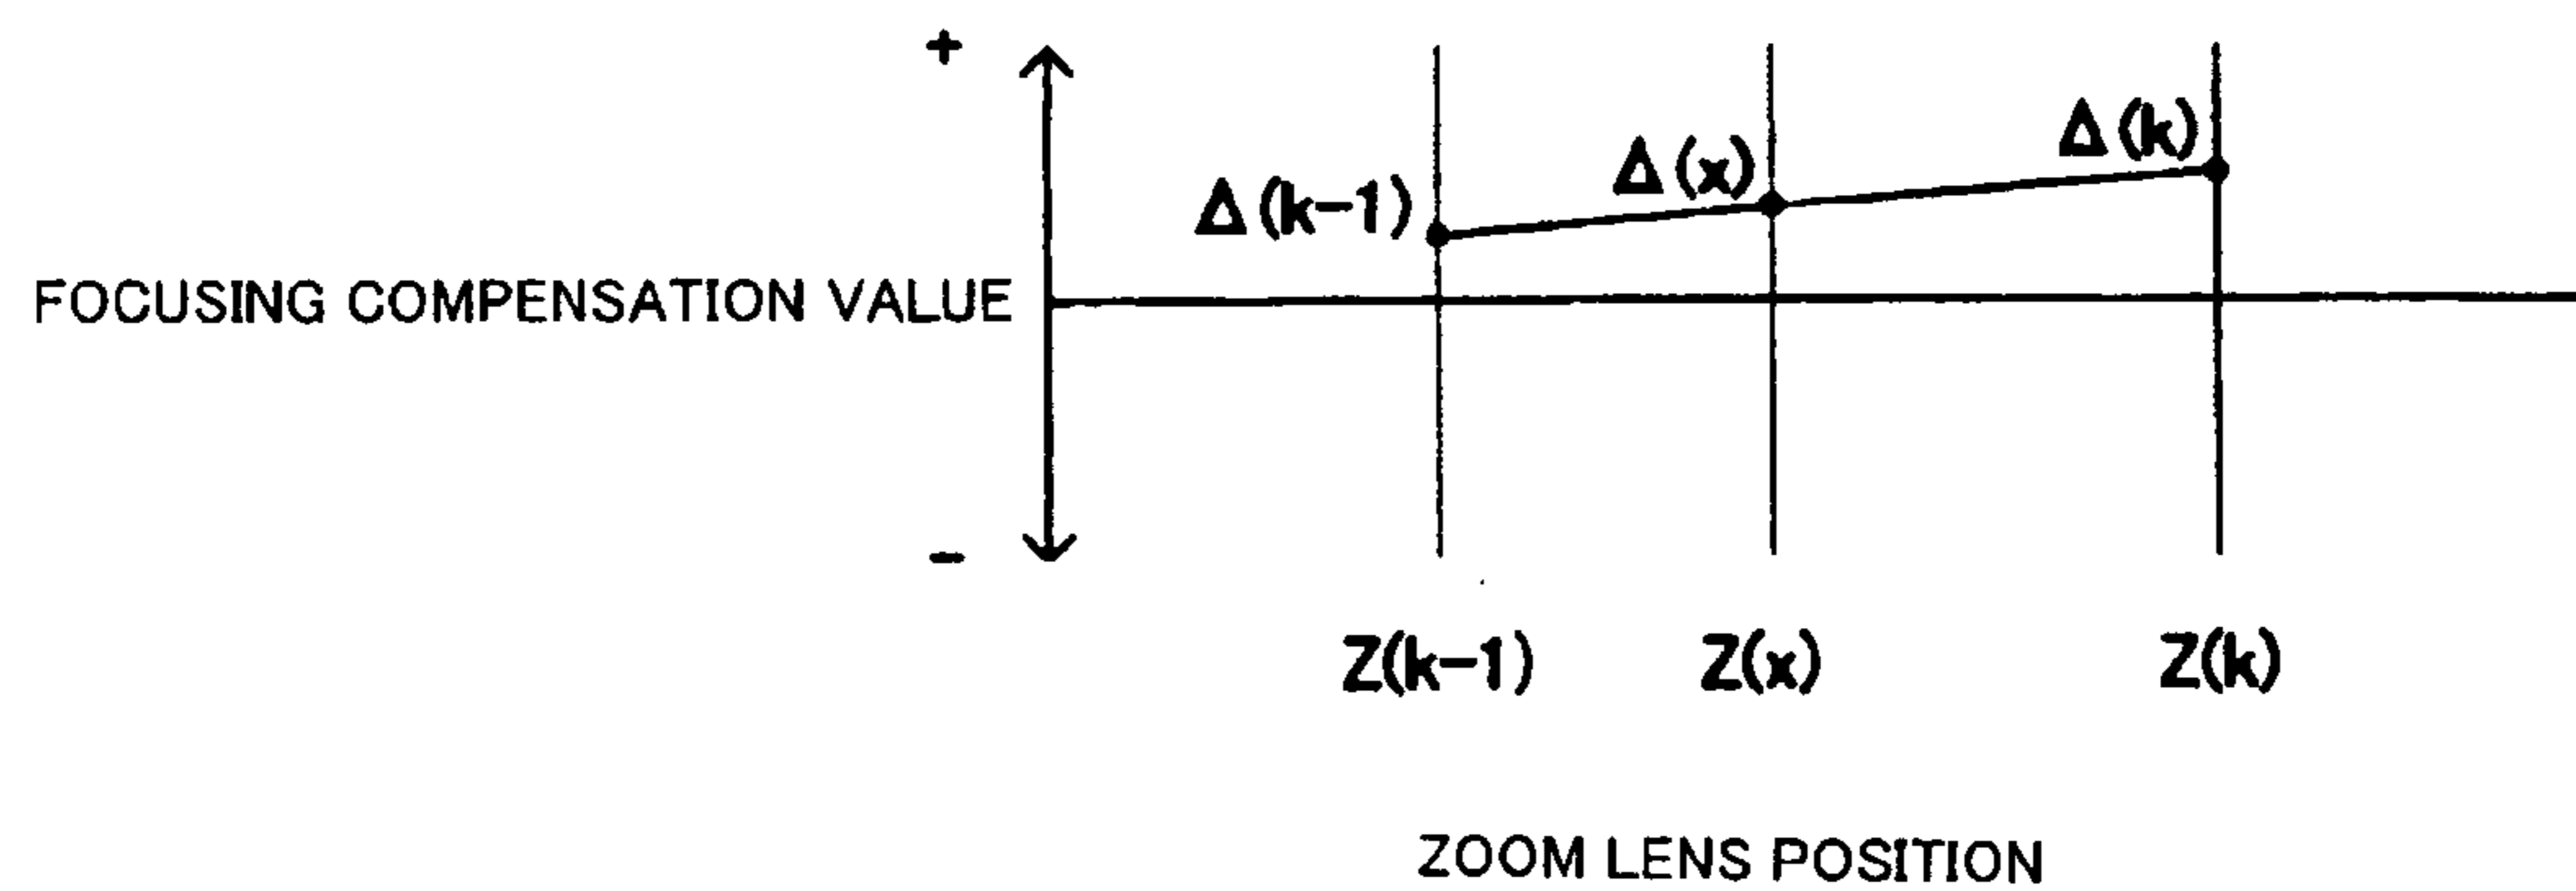 +
Δ(k)
Δ(x)
Δ(k-1)
FOCUSING COMPENSATION VALUE
-
Z(k-1) Z(x) Z(k)
ZOOM LENS POSITION